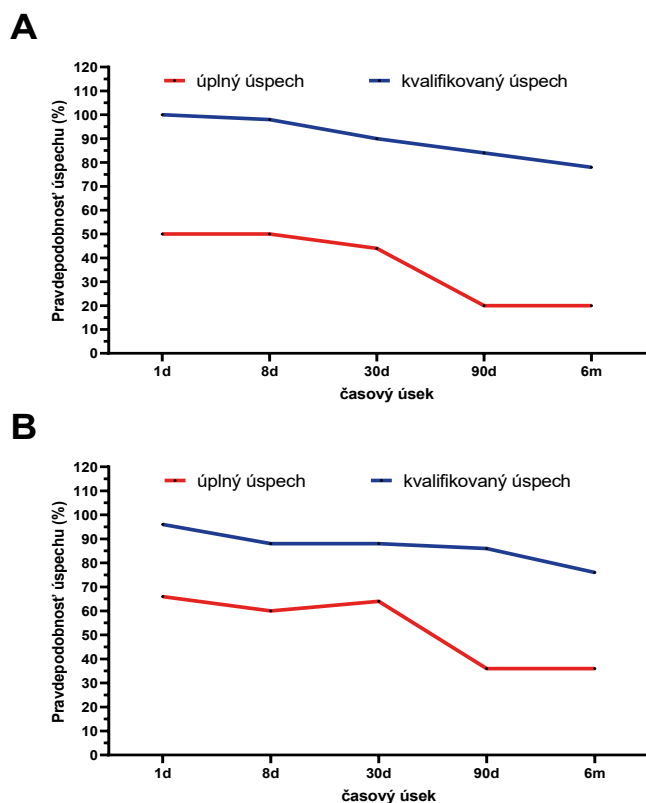 A
úplný úspech
kvalifikovaný úspech
Pravdepodobnosť úspechu (%)
120
110
100
90
80
70
60
50
40
30
20
10
0
1d
8d
30d
90d
6m
časový úsek
B
úplný úspech
kvalifikovaný úspech
Pravdepodobnosť úspechu (%)
120
110
100
90
80
70
60
50
40
30
20
10
0
1d
8d
30d
90d
6m
časový úsek